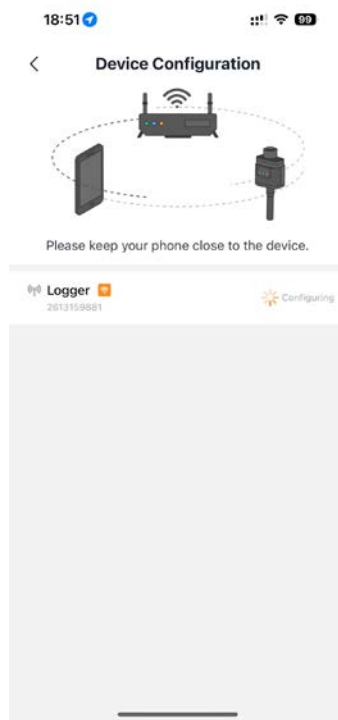 18:51
99
Device Configuration
Please keep your phone close to the device.
Logger
Configuring
2613159881